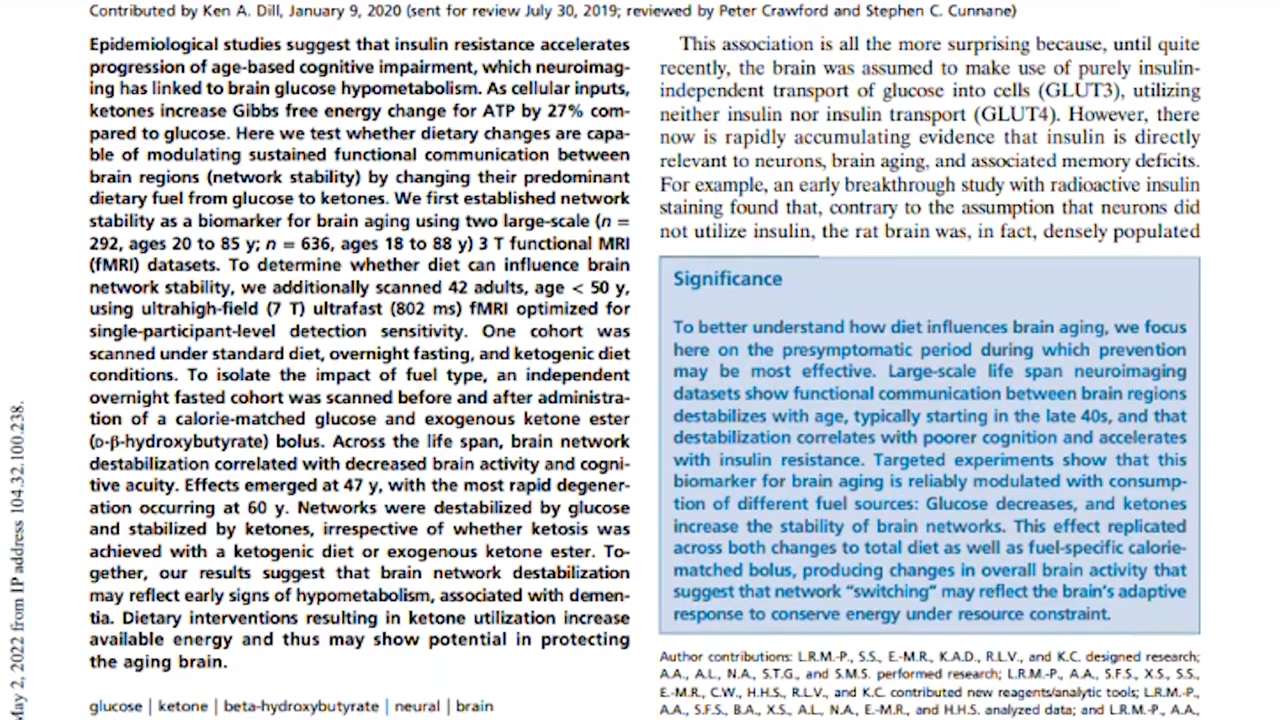 Contributed by Ken A. Dill, January 9, 2020 (sent for review July 30, 2019; reviewed by Peter Crawford and Stephen C. Cunnane)
Epidemiological studies suggest that insulin resistance accelerates
progression of age-based cognitive impairment, which neuroimag-
ing has linked to brain glucose hypometabolism. As cellular inputs,
ketones increase Gibbs free energy change for ATP by 27% com-
pared to glucose. Here we test whether dietary changes are capa-
ble of modulating sustained functional communication between
brain regions (network stability) by changing their predominant
dietary fuel from glucose to ketones. We first established network
stability as a biomarker for brain aging using two large-scale (n =
292, ages 20 to 85 y; n = 636, ages 18 to 88 y) 3 T functional MRI
(fMRI) datasets. To determine whether diet can influence brain
network stability, we additionally scanned 42 adults, age < 50 y,
using ultrahigh-field (7 T) ultrafast (802 ms) fMRI optimized for
single-participant-level detection sensitivity. One cohort was
scanned under standard diet, overnight fasting, and ketogenic diet
conditions. To isolate the impact of fuel type, an independent
overnight fasted cohort was scanned before and after administra-
tion of a calorie-matched glucose and exogenous ketone ester
(D-β-hydroxybutyrate) bolus. Across the life span, brain network
destabilization correlated with decreased brain activity and cogni-
tive acuity. Effects emerged at 47 y, with the most rapid degener-
ation occurring at 60 y. Networks were destabilized by glucose
and stabilized by ketones, irrespective of whether ketosis was
achieved with a ketogenic diet or exogenous ketone ester. To-
gether, our results suggest that brain network destabilization
may reflect early signs of hypometabolism, associated with demen-
tia. Dietary interventions resulting in ketone utilization increase
available energy and thus may show potential in protecting
the aging brain.
glucose | ketone | beta-hydroxybutyrate | neural | brain
This association is all the more surprising because, until quite
recently, the brain was assumed to make use of purely insulin-
independent transport of glucose into cells (GLUT3), utilizing
neither insulin nor insulin transport (GLUT4). However, there
now is rapidly accumulating evidence that insulin is directly
relevant to neurons, brain aging, and associated memory deficits.
For example, an early breakthrough study with radioactive insulin
staining found that, contrary to the assumption that neurons did
not utilize insulin, the rat brain was, in fact, densely populated
Significance
To better understand how diet influences brain aging, we focus
here on the presymptomatic period during which prevention
may be most effective. Large-scale life span neuroimaging
datasets show functional communication between brain regions
destabilizes with age, typically starting in the late 40s, and that
destabilization correlates with poorer cognition and accelerates
with insulin resistance. Targeted experiments show that this
biomarker for brain aging is reliably modulated with consump-
tion of different fuel sources: Glucose decreases, and ketones
increase the stability of brain networks. This effect replicated
across both changes to total diet as well as fuel-specific calorie-
matched bolus, producing changes in overall brain activity that
suggest that network “switching” may reflect the brain’s adaptive
response to conserve energy under resource constraint.
Author contributions: L.R.M.-P., S.S., E.-M.R., K.A.D., R.L.V., and K.C. designed research;
A.A., A.L., N.A., S.T.G., and S.M.S. performed research; L.R.M.-P., A.A., S.F.S., X.S., S.S.,
E.-M.R., C.W., H.H.S., R.L.V., and K.C. contributed new reagents/analytic tools; L.R.M.-P.,
A.A., S.F.S., B.A., X.S., A.L., N.A., E.-M.R., and H.H.S. analyzed data; and L.R.M.-P., A.A.,
May 2, 2022 from IP address 104.32.100.238.